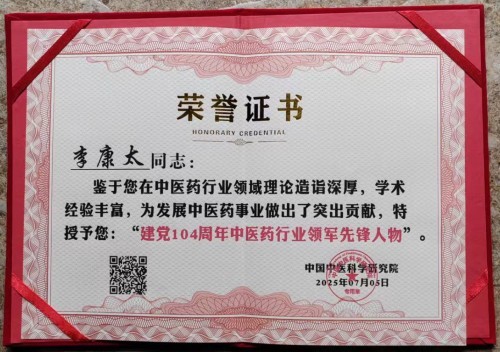 荣誉证书
HONORARY CREDENTIAL
李康太同志：
鉴于您在中医药行业领域理论造诣深厚，学术
经验丰富，为发展中医药事业做出了突出贡献，特
授予您：“建党104周年中医药行业领军先锋人物”。
中国中医科学研究院
2025年07月03日